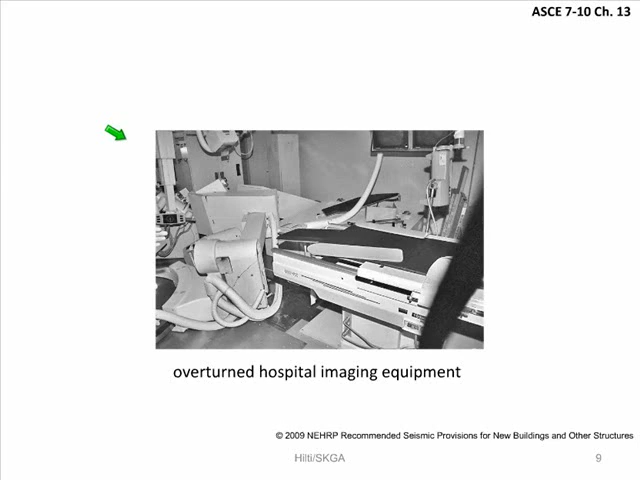 ASCE 7-10 Ch. 13
overturned hospital imaging equipment
© 2009 NEHRP Recommended Seismic Provisions for New Buildings and Other Structures
Hilti/SKGA
9